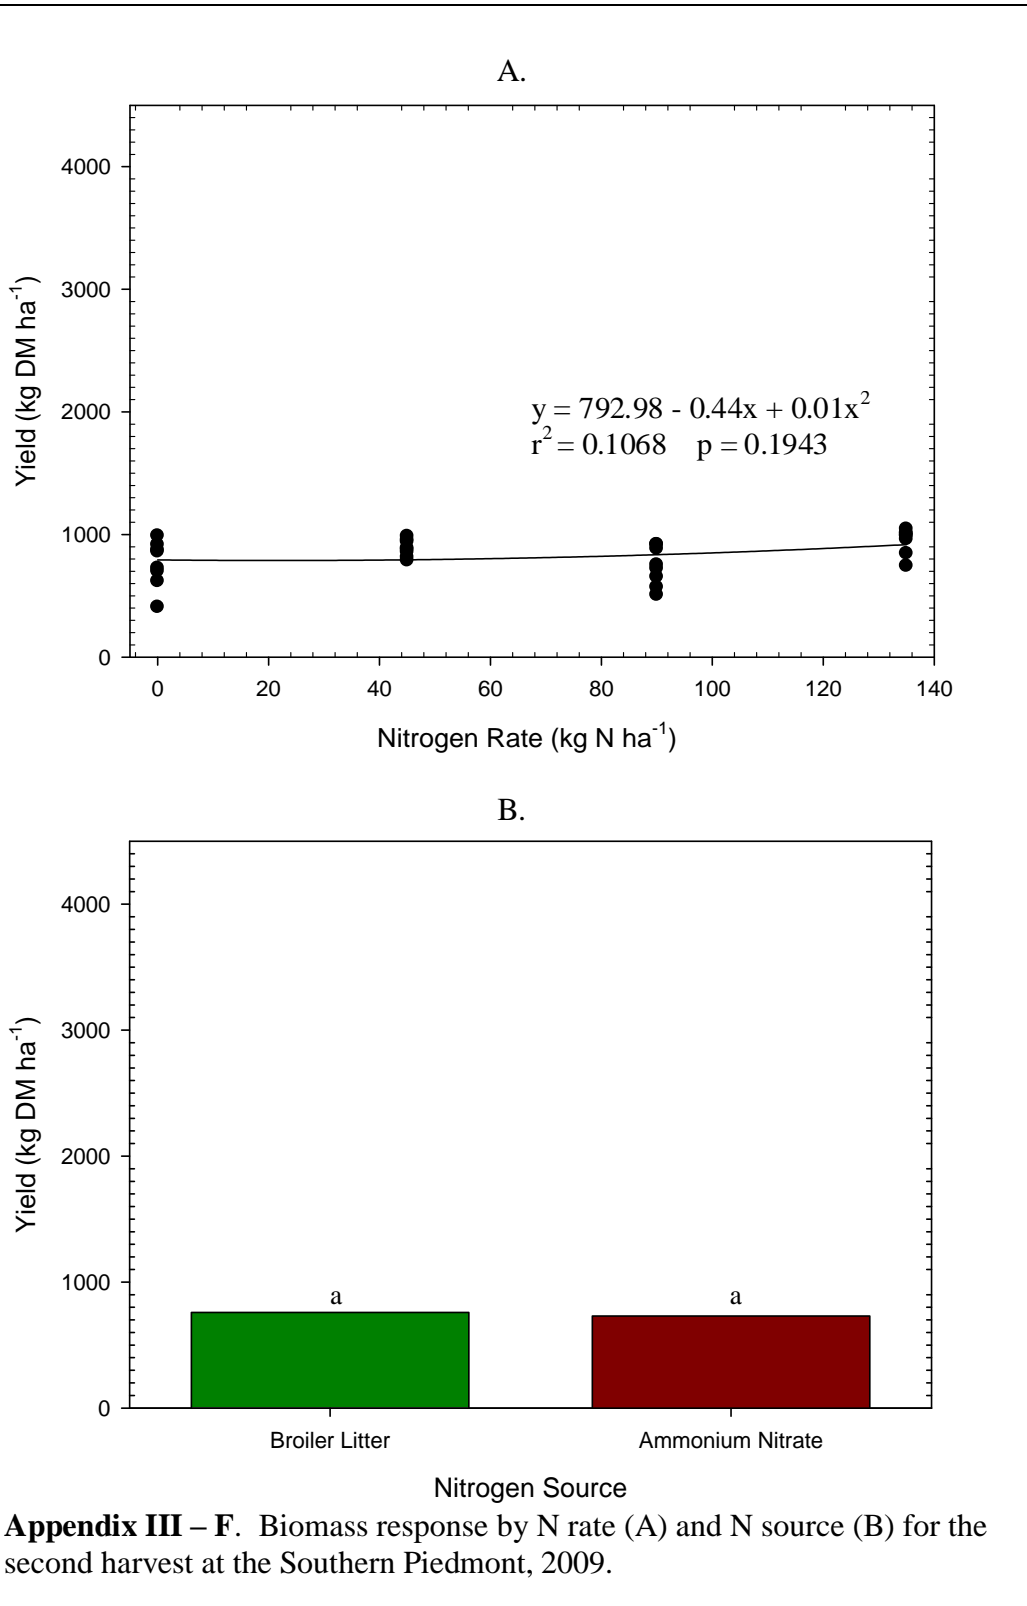 A.
4000
3000
2000
1000
0
Yield (kg DM ha⁻¹)
y = 792.98 - 0.44x + 0.01x²
r² = 0.1068 p = 0.1943
0 20 40 60 80 100 120 140
Nitrogen Rate (kg N ha⁻¹)
B.
4000
3000
2000
1000
0
Yield (kg DM ha⁻¹)
a a
Broiler Litter Ammonium Nitrate
Nitrogen Source
Appendix III – F. Biomass response by N rate (A) and N source (B) for the
second harvest at the Southern Piedmont, 2009.